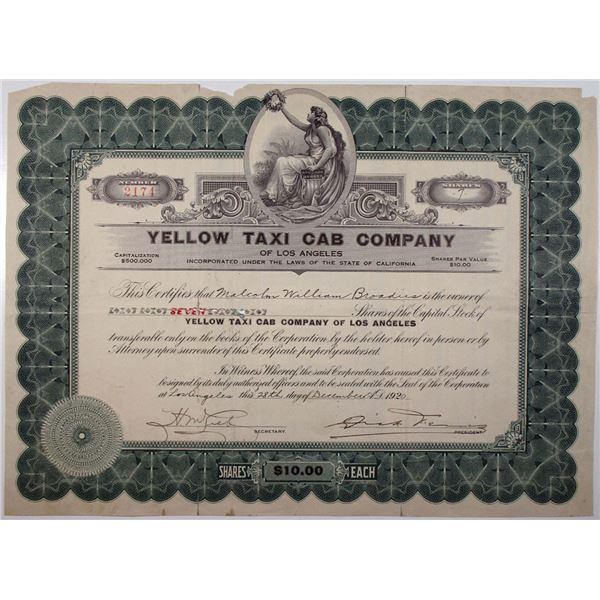 NUMBER
2174
SHARES
7
YELLOW TAXI CAB COMPANY
OF LOS ANGELES
CAPITALIZATION
$500,000
INCORPORATED UNDER THE LAWS OF THE STATE OF CALIFORNIA
SHARES PAR VALUE
$10.00
This Certifies that Malcolm William is the owner of
SEVEN Shares of the Capital Stock of
YELLOW TAXI CAB COMPANY OF LOS ANGELES
transferable only on the books of the Corporation by the holder hereof in person or by
Attorney upon surrender of this Certificate properly endorsed.
In Witness Whereof, the said Corporation has caused this Certificate to
be signed by its duly authorized officers and to be sealed with the Seal of the Corporation
at Los Angeles this 28th day of December A.D. 1920
SECRETARY.
PRESIDENT.
SHARES $10.00 EACH